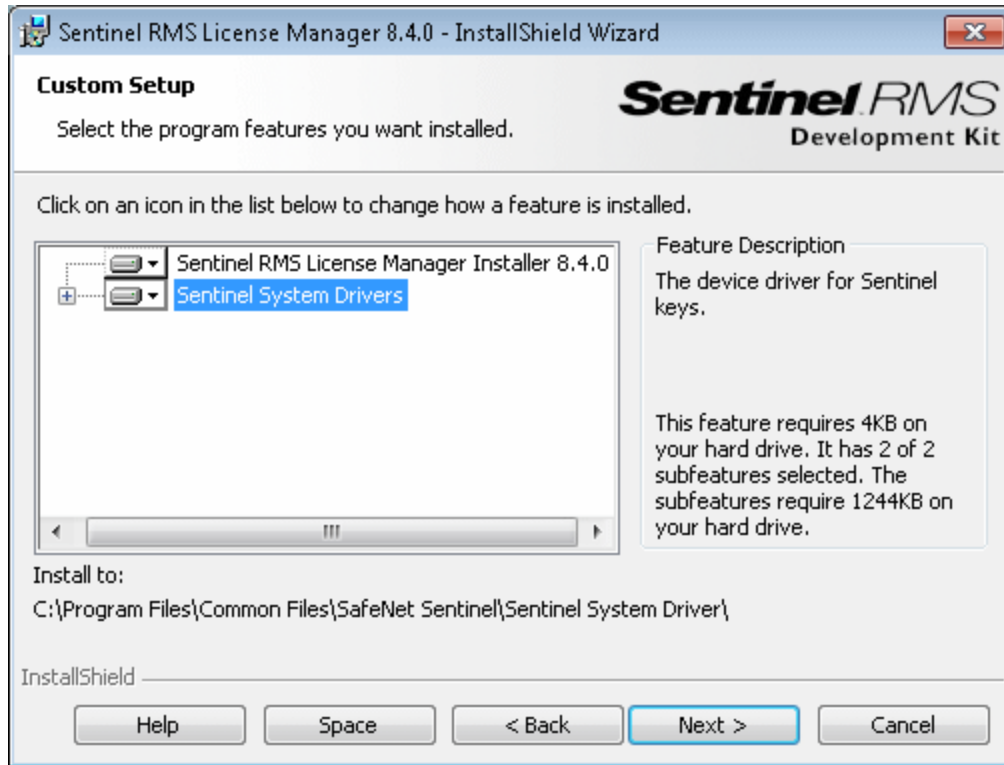 Sentinel RMS License Manager 8.4.0 - InstallShield Wizard
Custom Setup
Select the program features you want installed.
Sentinel RMS
Development Kit
Click on an icon in the list below to change how a feature is installed.
Sentinel RMS License Manager Installer 8.4.0
Sentinel System Drivers
Feature Description
The device driver for Sentinel
keys.
This feature requires 4KB on
your hard drive. It has 2 of 2
subfeatures selected. The
subfeatures require 1244KB on
your hard drive.
Install to:
C:\Program Files\Common Files\SafeNet Sentinel\Sentinel System Driver\
InstallShield
Help
Space
< Back
Next >
Cancel